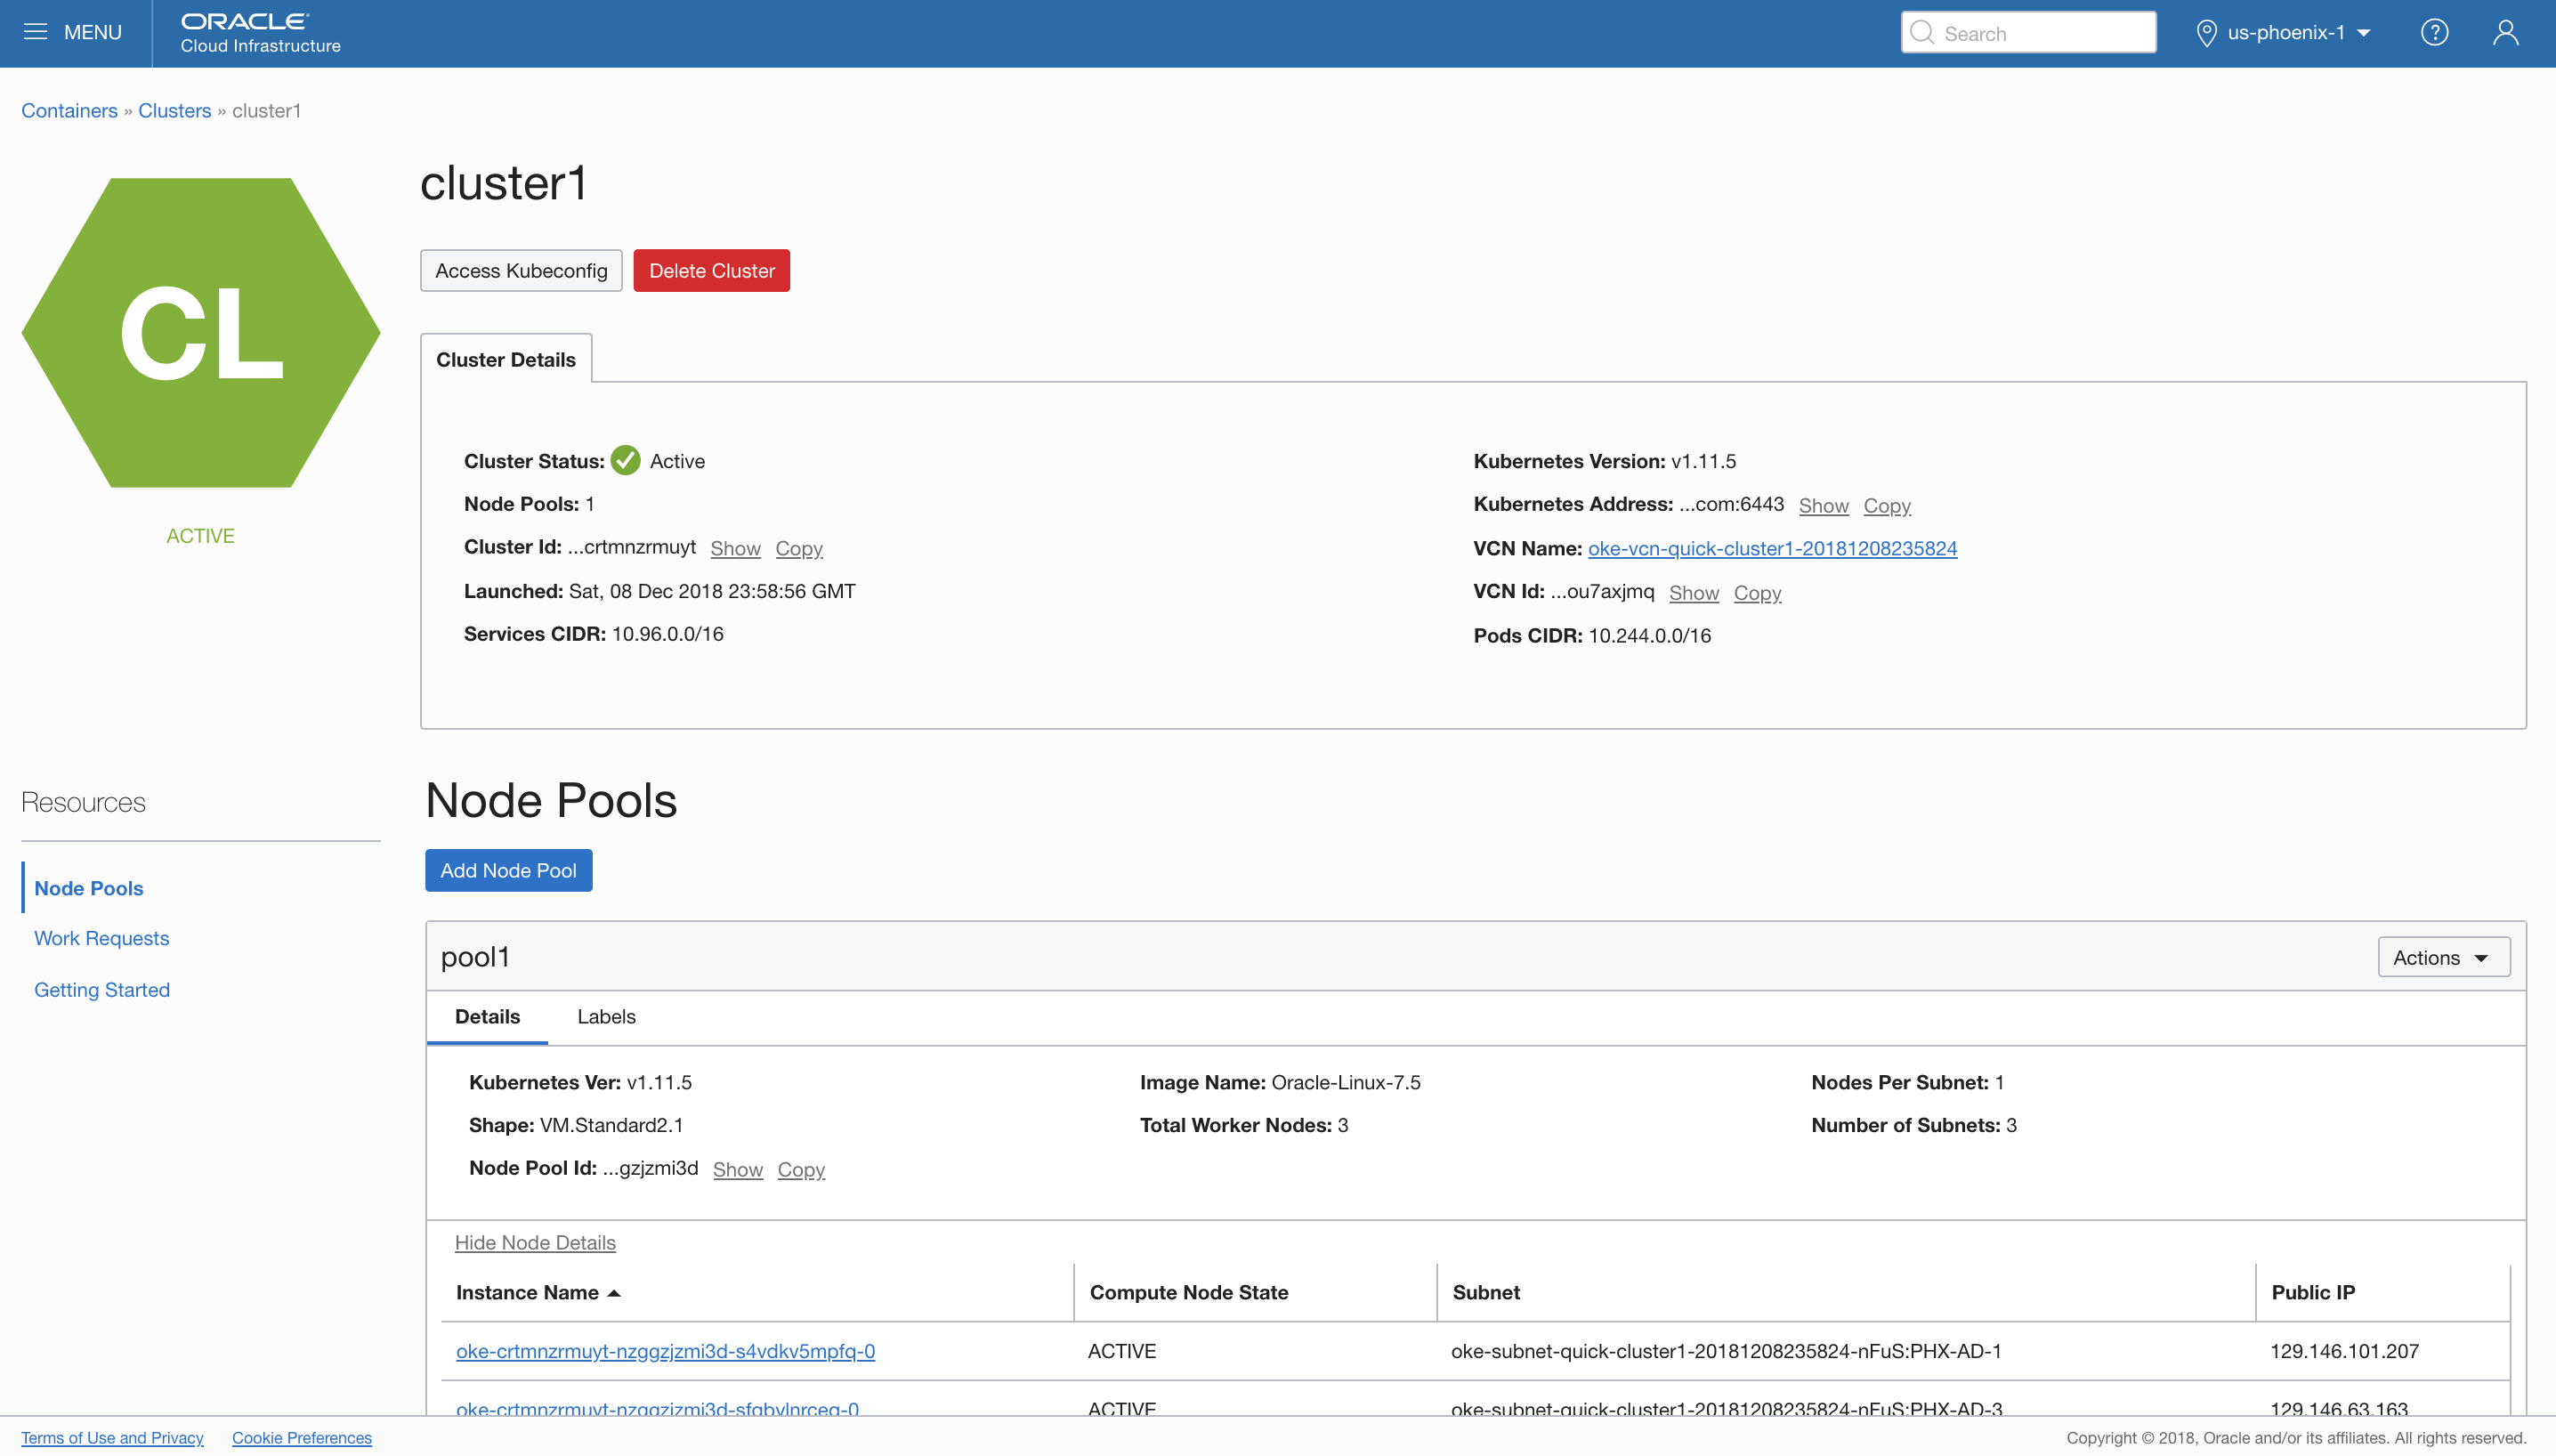 MENU
ORACLE
Cloud Infrastructure
Search
us-phoenix-1
?
Containers » Clusters » cluster1
CL
ACTIVE
cluster1
Access Kubeconfig
Delete Cluster
Cluster Details
Cluster Status: Active
Node Pools: 1
Cluster Id: ...crtmnzrmuyt Show Copy
Launched: Sat, 08 Dec 2018 23:58:56 GMT
Services CIDR: 10.96.0.0/16
Kubernetes Version: v1.11.5
Kubernetes Address: ...com:6443 Show Copy
VCN Name: oke-vcn-quick-cluster1-20181208235824
VCN Id: ...ou7axjmq Show Copy
Pods CIDR: 10.244.0.0/16
Resources
Node Pools
Work Requests
Getting Started
Node Pools
Add Node Pool
pool1
Actions
Details Labels
Kubernetes Ver: v1.11.5
Shape: VM.Standard2.1
Node Pool Id: ...gzjzmi3d Show Copy
Image Name: Oracle-Linux-7.5
Total Worker Nodes: 3
Nodes Per Subnet: 1
Number of Subnets: 3
Hide Node Details
Instance Name Compute Node State Subnet Public IP
oke-crtmnzrmuyt-nzggzjzmi3d-s4vdkv5mpfq-0 ACTIVE oke-subnet-quick-cluster1-20181208235824-nFuS:PHX-AD-1 129.146.101.207
oke-crtmnzrmuyt-nzggzjzmi3d-sfgbylnrceq-0 ACTIVE oke-subnet-quick-cluster1-20181208235824-nFuS:PHX-AD-3 129.146.63.163
Terms of Use and Privacy Cookie Preferences
Copyright © 2018, Oracle and/or its affiliates. All rights reserved.